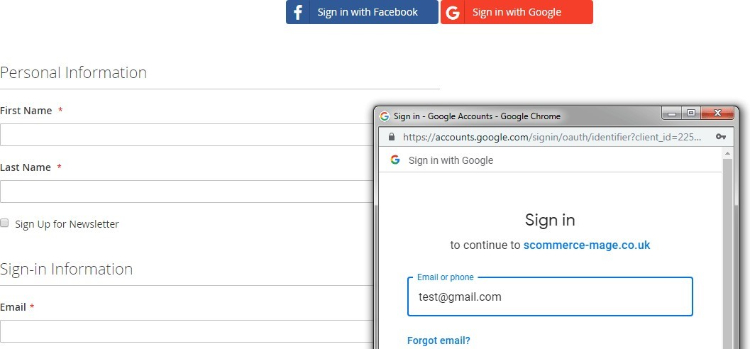 f Sign in with Facebook
G Sign in with Google
Personal Information
First Name *
Last Name *
Sign Up for Newsletter
Sign-in Information
Email *
G Sign in - Google Accounts - Google Chrome
https://accounts.google.com/signin/oauth/identifier?client_id=225...
G Sign in with Google
Sign in
to continue to scommerce-mage.co.uk
Email or phone
test@gmail.com
Forgot email?